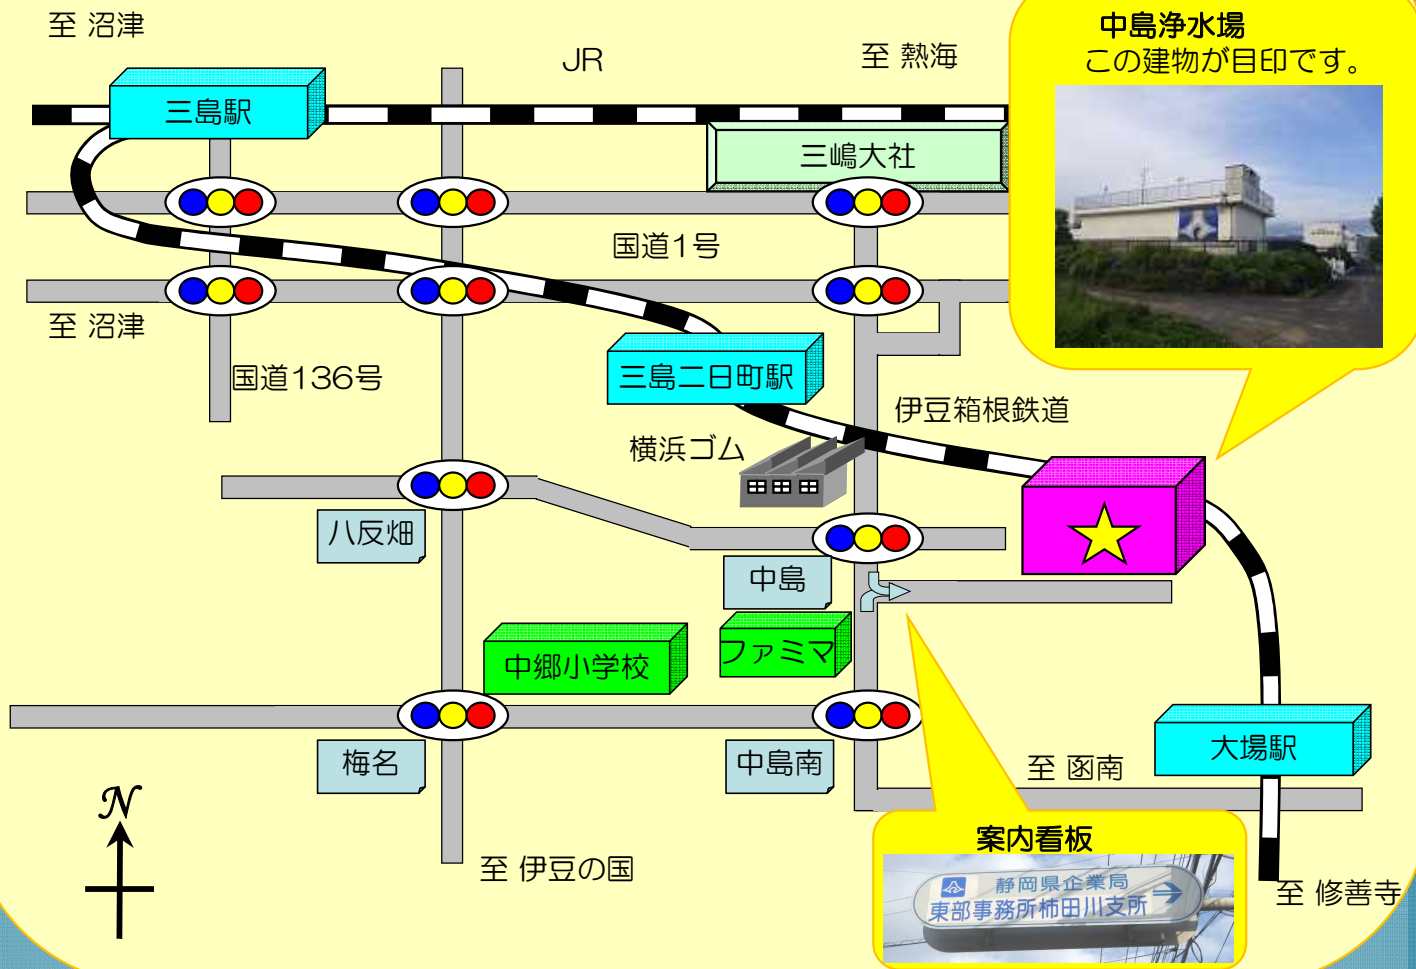 至 沼津
JR
至 熱海
中島浄水場
この建物が目印です。
三島駅
三嶋大社
国道1号
至 沼津
国道136号
三島二日町駅
伊豆箱根鉄道
横浜ゴム
八反畑
中島
ファミマ
中郷小学校
梅名
中島南
大場駅
至 函南
N
案内看板
至 伊豆の国
静岡県企業局
東部事務所柿田川支所
至 修善寺